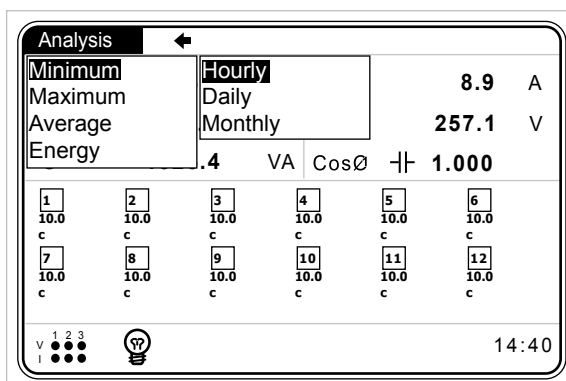 Analysis
Minimum Hourly 8.9 A
Maximum Daily
Average Monthly 257.1 V
Energy
.4 VA CosØ 1.000
1 2 3 4 5 6
10.0 10.0 10.0 10.0 10.0 10.0
c c c c c c
7 8 9 10 11 12
10.0 10.0 10.0 10.0 10.0 10.0
c c c c c c
1 2 3
V
I 14:40